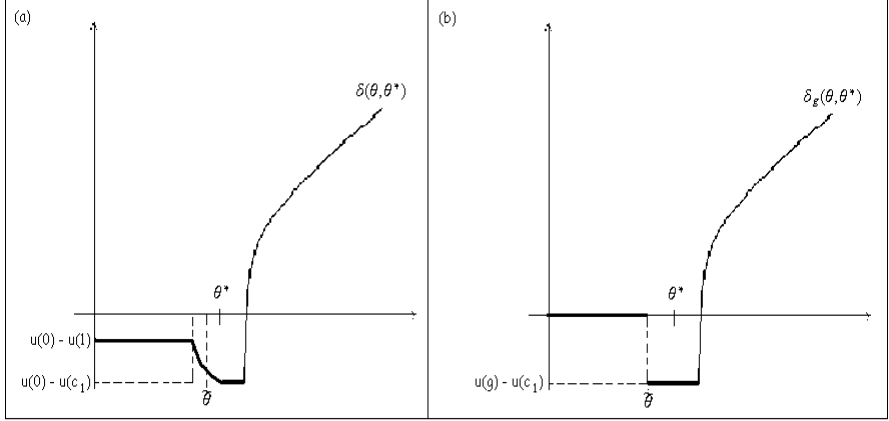 (a)
δ(θ,θ*)
θ*
u(0) - u(1)
u(0) - u(c₁)
θ̃
(b)
δ_g(θ,θ*)
θ*
u(g) - u(c₁)
θ̃